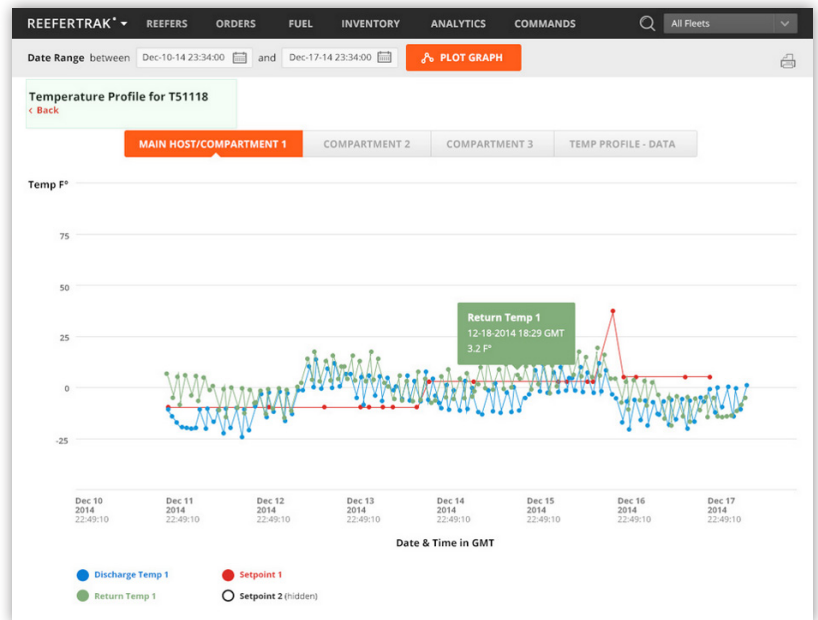 REEFERTRAK REEFERS ORDERS FUEL INVENTORY ANALYTICS COMMANDS All Fleets
Date Range between Dec-10-14 23:34:00 and Dec-17-14 23:34:00 PLOT GRAPH
Temperature Profile for T51118
‹ Back
MAIN HOST/COMPARTMENT 1 COMPARTMENT 2 COMPARTMENT 3 TEMP PROFILE - DATA
Temp F°
75
50
25
0
-25
Return Temp 1
12-18-2014 18:29 GMT
3.2 F°
Dec 10 Dec 11 Dec 12 Dec 13 Dec 14 Dec 15 Dec 16 Dec 17
2014 2014 2014 2014 2014 2014 2014 2014
22:49:10 22:49:10 22:49:10 22:49:10 22:49:10 22:49:10 22:49:10 22:49:10
Date & Time in GMT
Discharge Temp 1 Setpoint 1
Return Temp 1 Setpoint 2 (hidden)